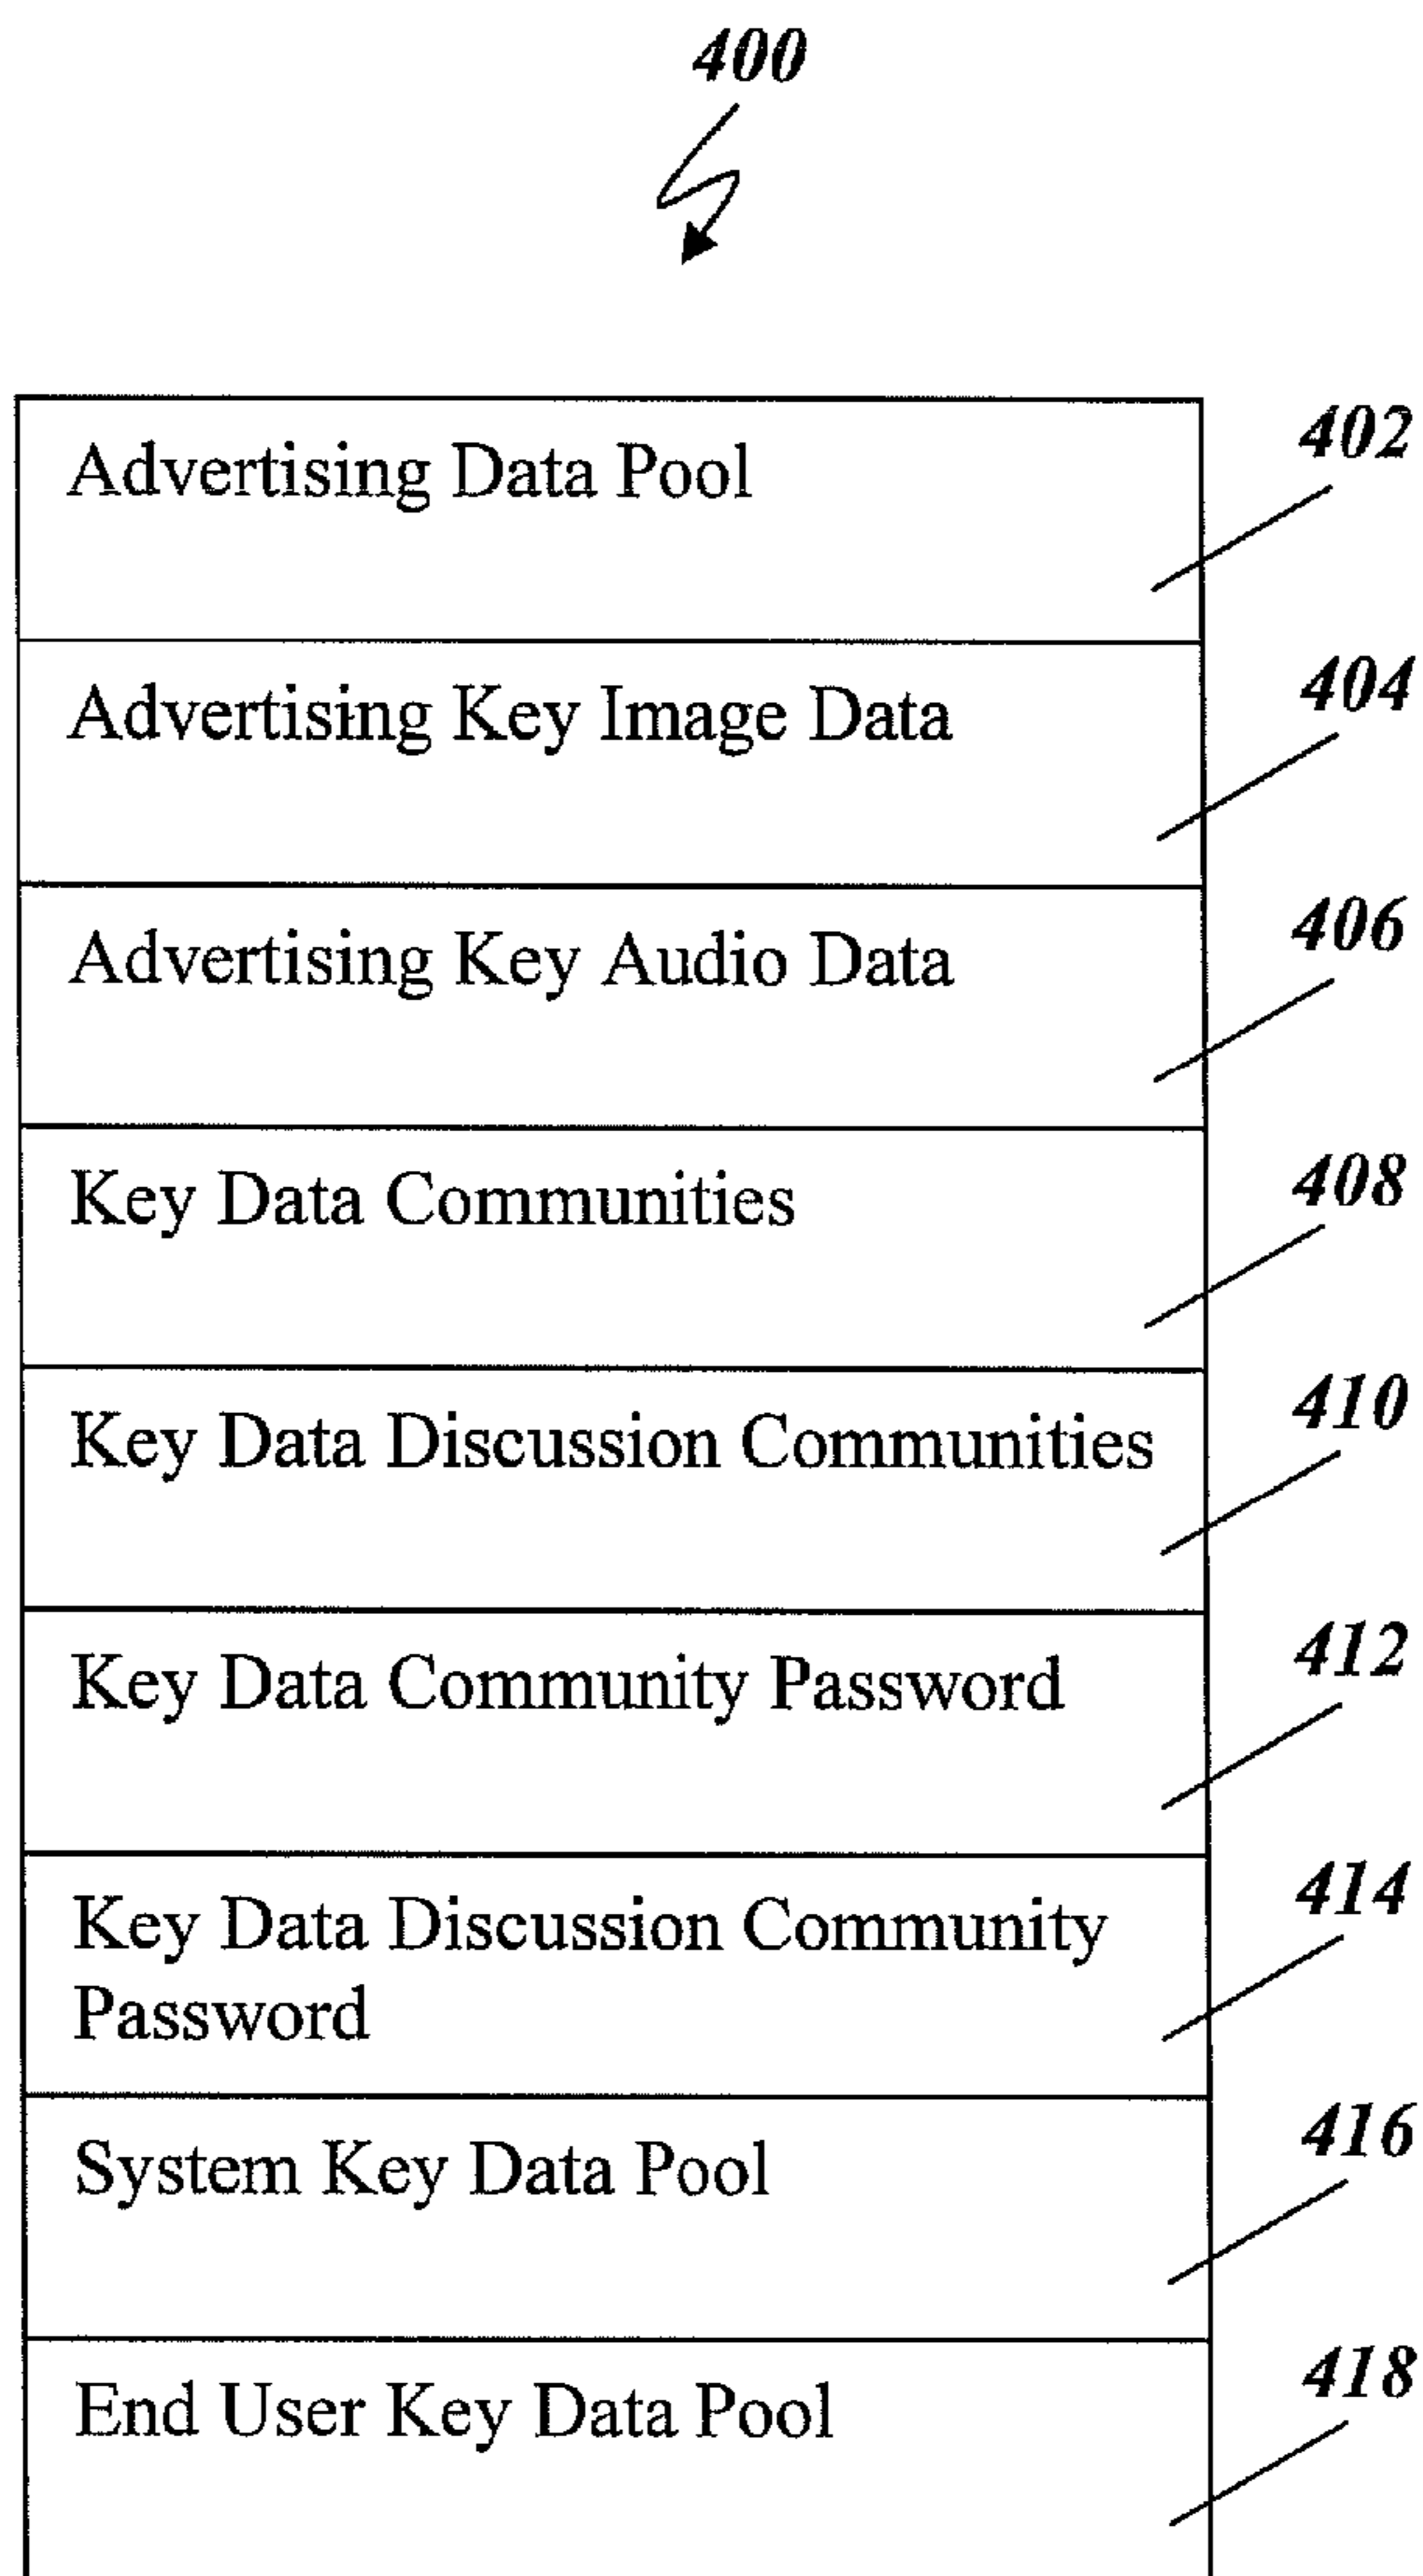 400
Advertising Data Pool
402
Advertising Key Image Data
404
Advertising Key Audio Data
406
Key Data Communities
408
Key Data Discussion Communities
410
Key Data Community Password
412
Key Data Discussion Community
Password
414
System Key Data Pool
416
End User Key Data Pool
418